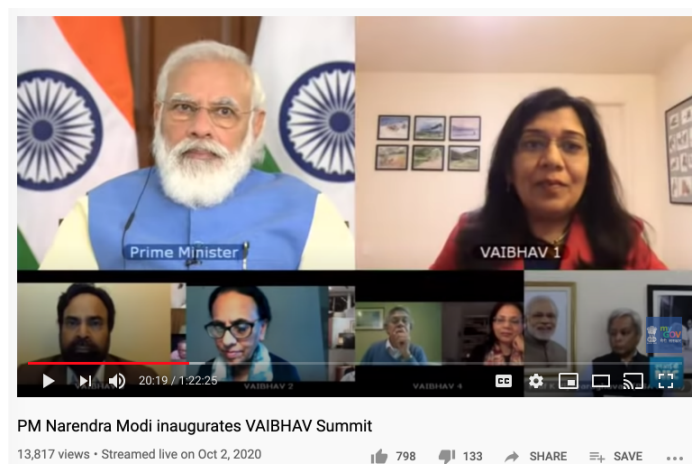 Prime Minister
VAIBHAV 1
VAIBHAV 2
VAIBHAV 4
20:19 / 1:22:25
CC
PM Narendra Modi inaugurates VAIBHAV Summit
13,817 views • Streamed live on Oct 2, 2020
798
133
SHARE
SAVE